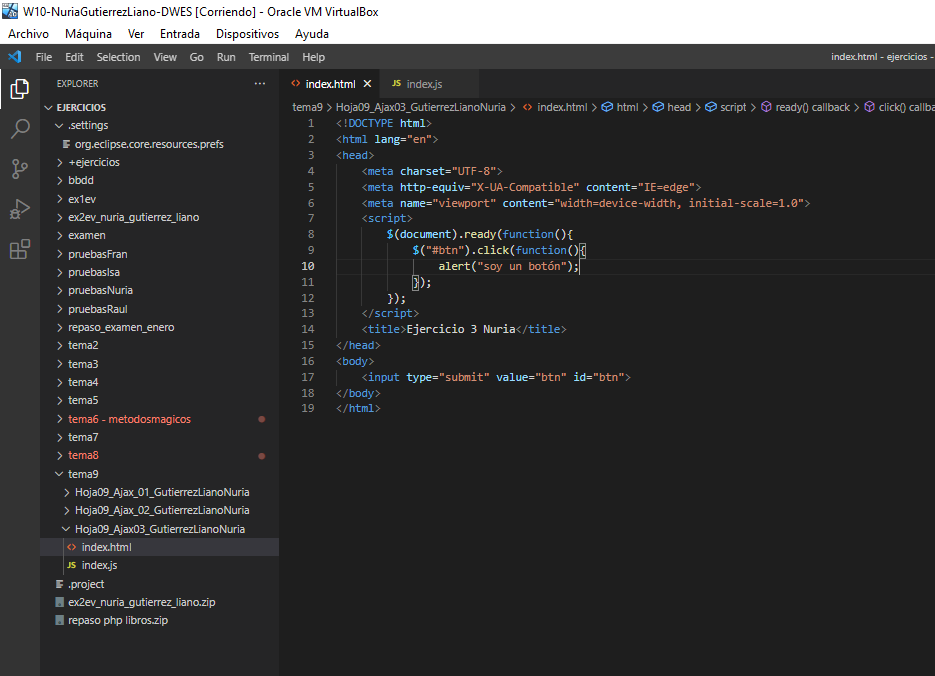 W10-NuriaGutierrezLiano-DWES [Corriendo] - Oracle VM VirtualBox
Archivo Máquina Ver Entrada Dispositivos Ayuda
File Edit Selection View Go Run Terminal Help index.html - ejercicios -
EXPLORER ...
index.html × JS index.js
tema9 > Hoja09_Ajax03_GutierrezLianoNuria > <> index.html > html > head > script > ready() callback > click() callba
EJERCICIOS
.settings
org.eclipse.core.resources.prefs
+ejercicios
bbdd
ex1ev
ex2ev_nuria_gutierrez_liano
examen
pruebasFran
pruebasIsa
pruebasNuria
pruebasRaul
repaso_examen_enero
tema2
tema3
tema4
tema5
tema6 - metodosmagicos
tema7
tema8
tema9
Hoja09_Ajax_01_GutierrezLianoNuria
Hoja09_Ajax_02_GutierrezLianoNuria
Hoja09_Ajax03_GutierrezLianoNuria
<> index.html
JS index.js
.project
ex2ev_nuria_gutierrez_liano.zip
repaso php libros.zip
1 <!DOCTYPE html>
2 <html lang="en">
3 <head>
4 <meta charset="UTF-8">
5 <meta http-equiv="X-UA-Compatible" content="IE=edge">
6 <meta name="viewport" content="width=device-width, initial-scale=1.0">
7 <script>
8 $(document).ready(function(){
9 $("#btn").click(function(){
10 alert("soy un botón");
11 });
12 });
13 </script>
14 <title>Ejercicio 3 Nuria</title>
15 </head>
16 <body>
17 <input type="submit" value="btn" id="btn">
18 </body>
19 </html>